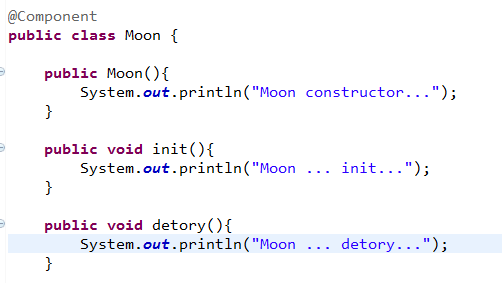 @Component
public class Moon {
public Moon(){
System.out.println("Moon constructor...");
}
public void init(){
System.out.println("Moon ... init...");
}
public void detory(){
System.out.println("Moon ... detory...");
}